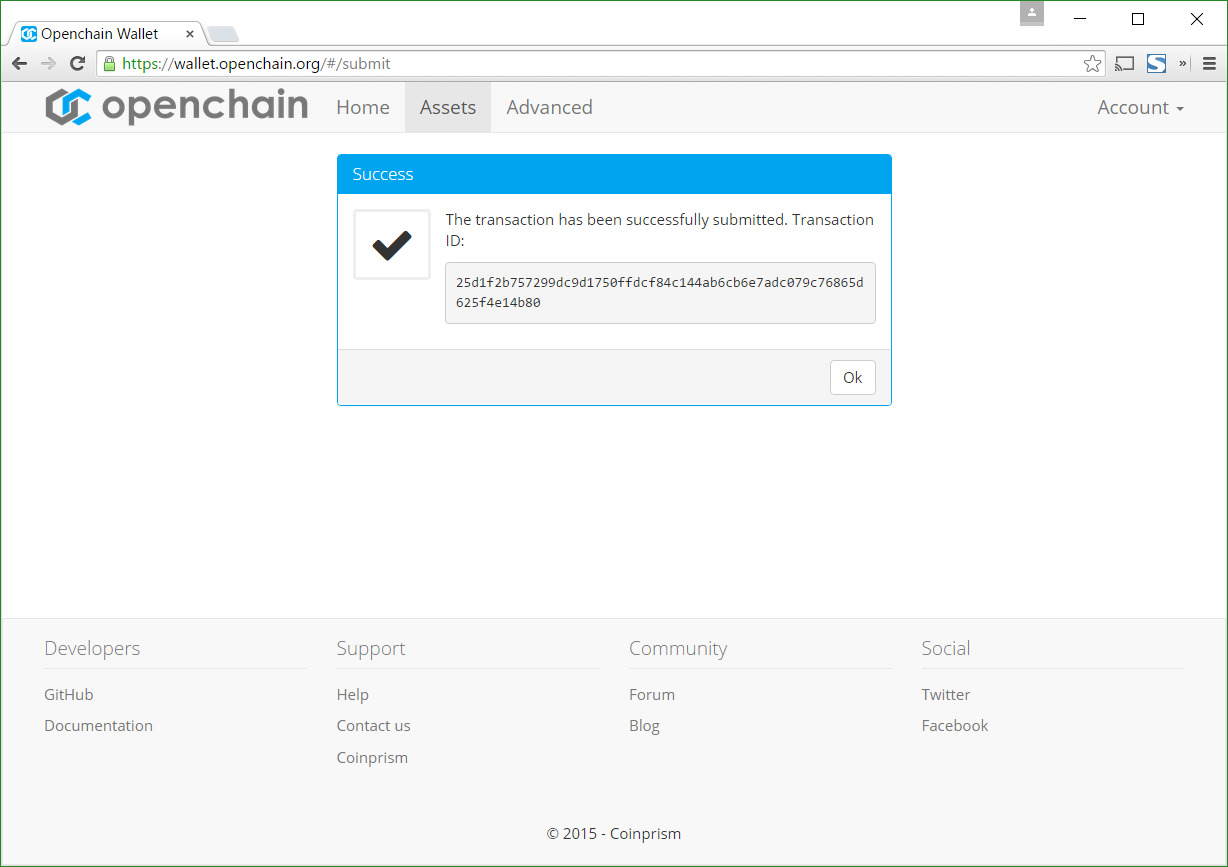 Openchain Wallet
https://wallet.openchain.org/#/submit
openchain Home Assets Advanced Account
Success
The transaction has been successfully submitted. Transaction
ID:
25d1f2b757299dc9d1750ffdcf84c144ab6cb6e7adc079c76865d
625f4e14b80
Ok
Developers Support Community Social
GitHub Help Forum Twitter
Documentation Contact us Blog Facebook
Coinprism
© 2015 - Coinprism